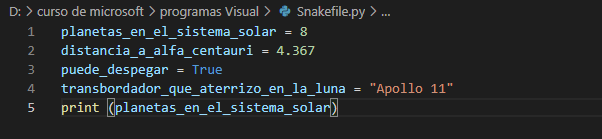 D: > curso de microsoft > programas Visual > Snakefile.py > ...
1 planetas_en_el_sistema_solar = 8
2 distancia_a_alfa_centauri = 4.367
3 puede_despegar = True
4 transbordador_que_aterrizo_en_la_luna = "Apollo 11"
5 print (planetas_en_el_sistema_solar)